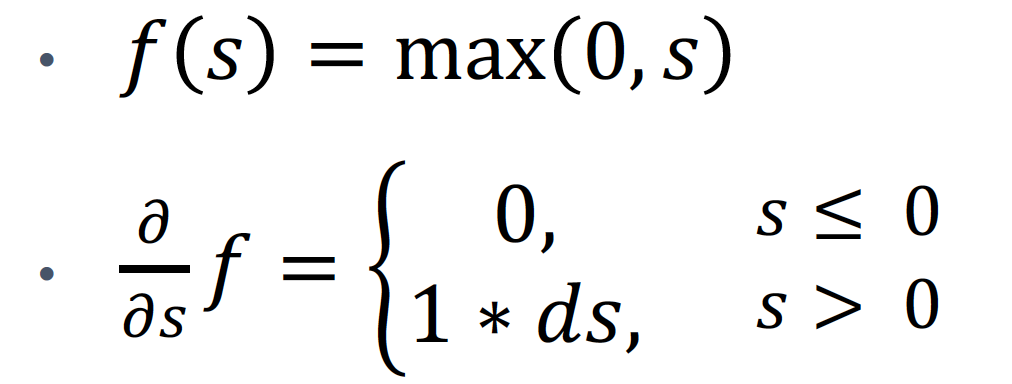 • f(s) = max(0, s)
• ∂/∂s f = { 0, s ≤ 0
1 * ds, s > 0